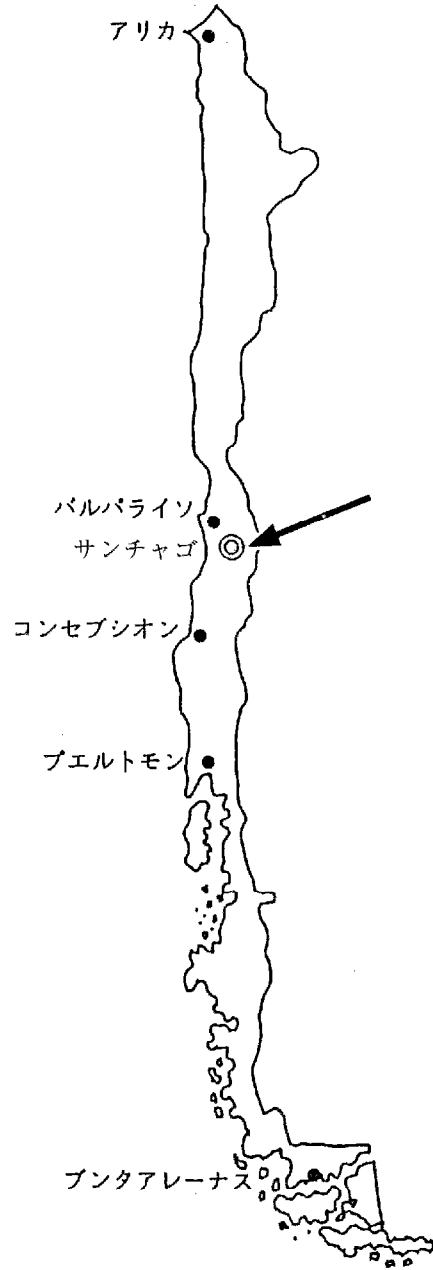 アリカ
バルパライソ
サンチャゴ
コンセプシオン
プエルトモン
プンタアレーナス